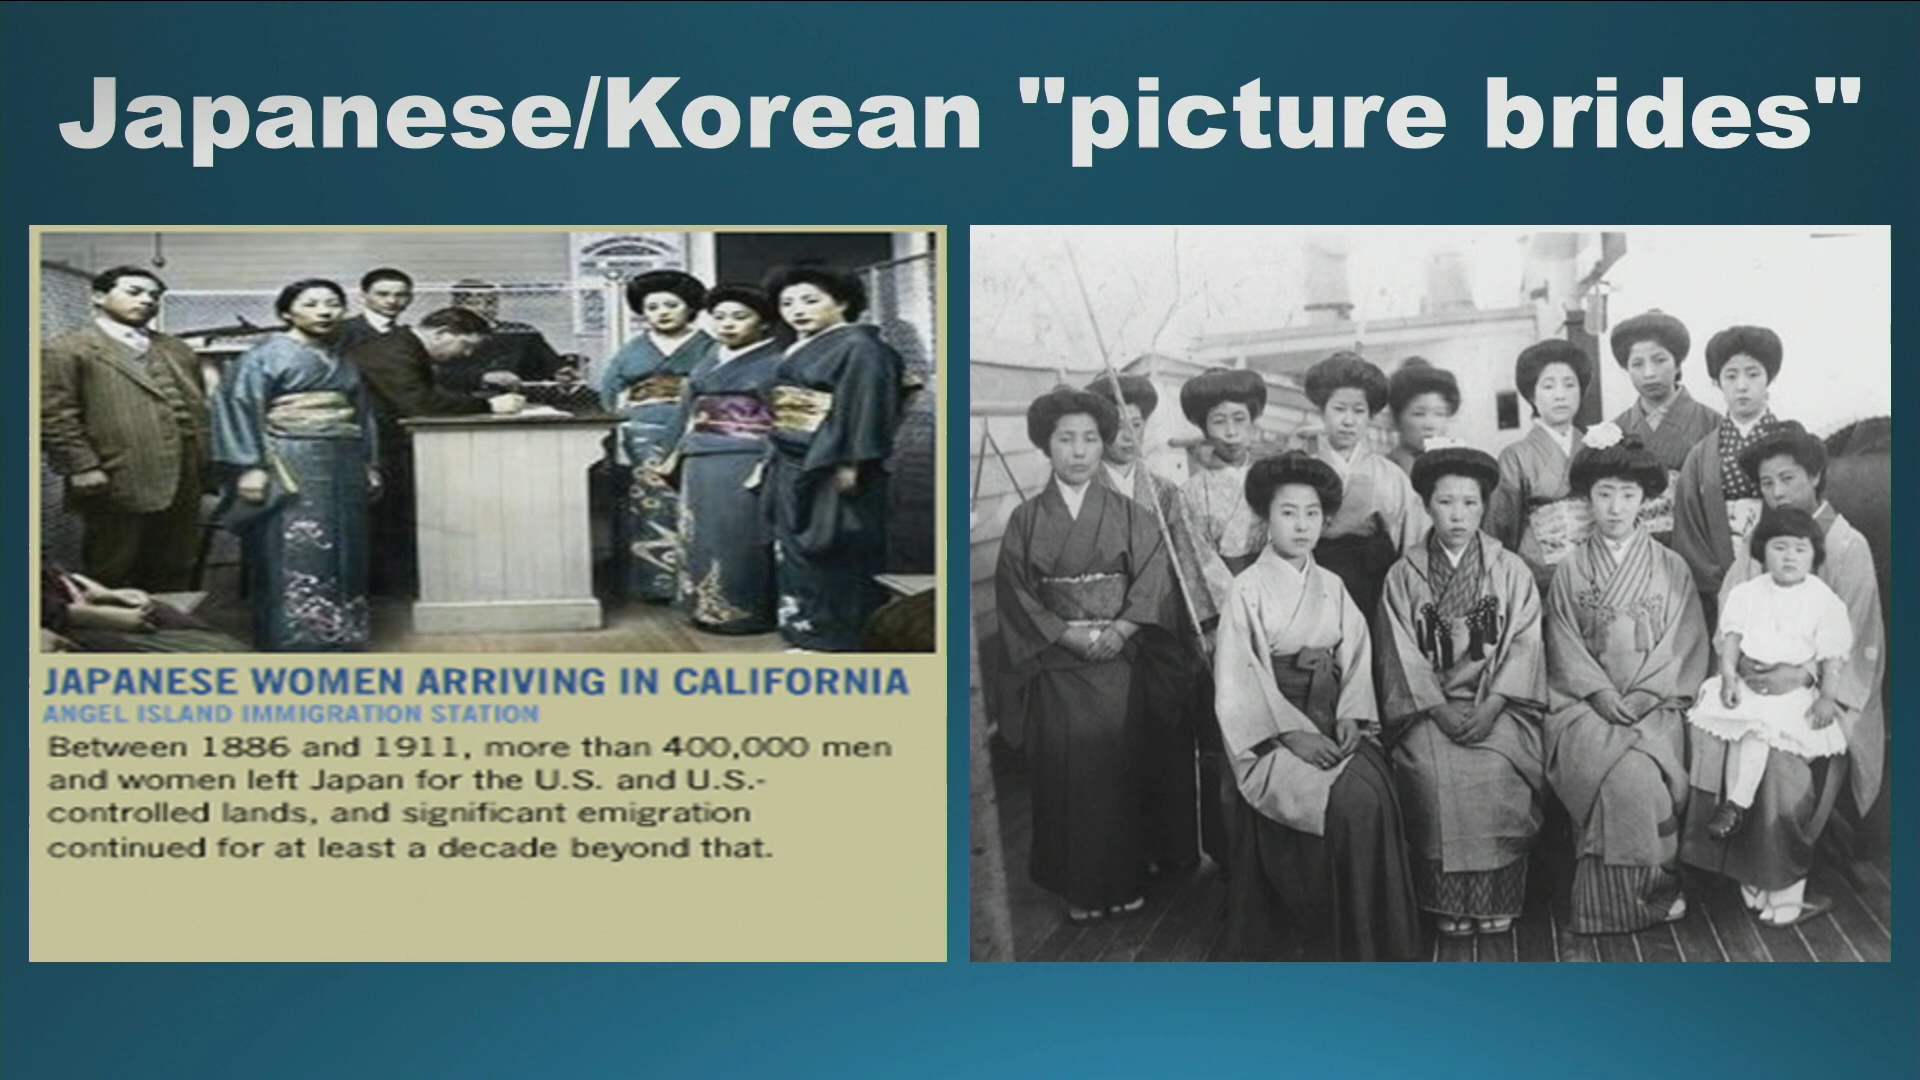 Japanese/Korean "picture brides"
JAPANESE WOMEN ARRIVING IN CALIFORNIA
ANGEL ISLAND IMMIGRATION STATION
Between 1886 and 1911, more than 400,000 men
and women left Japan for the U.S. and U.S.-
controlled lands, and significant emigration
continued for at least a decade beyond that.